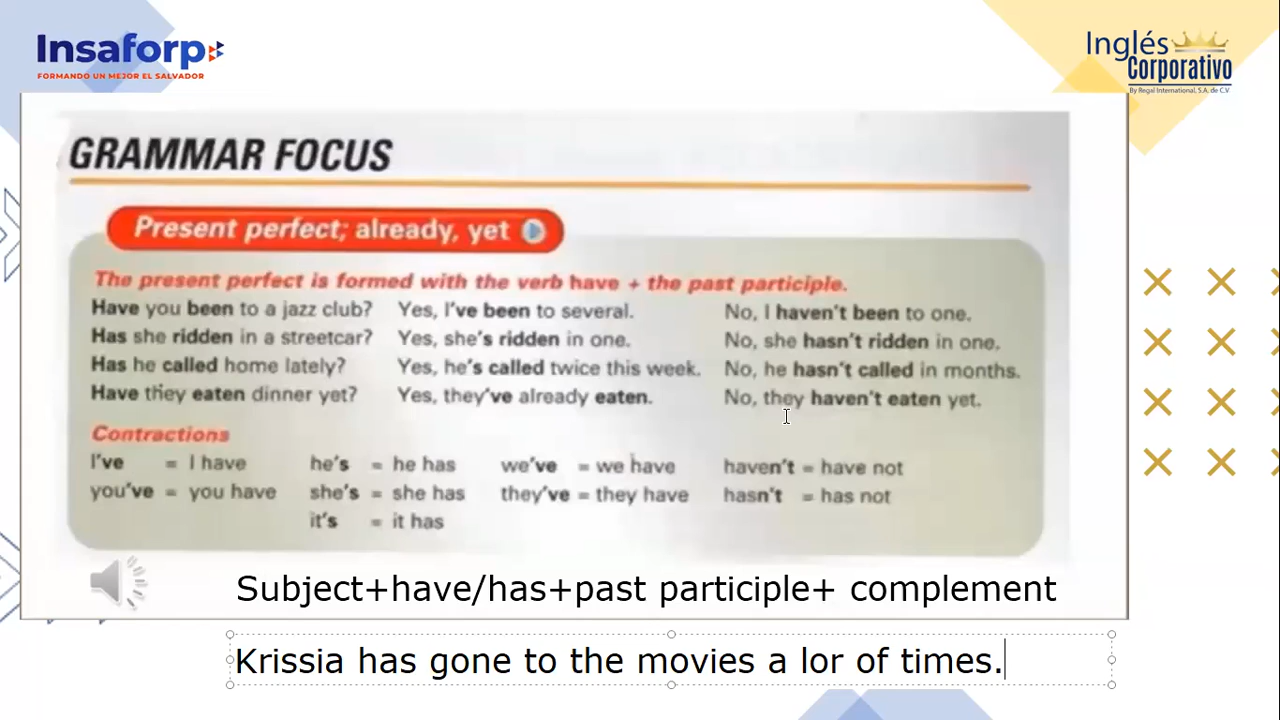 Insaforp
FORMANDO UN MEJOR EL SALVADOR
Inglés
Corporativo
By Regal International, S.A. de C.V
GRAMMAR FOCUS
Present perfect; already, yet
The present perfect is formed with the verb have + the past participle.
Have you been to a jazz club? Yes, I've been to several. No, I haven't been to one.
Has she ridden in a streetcar? Yes, she's ridden in one. No, she hasn't ridden in one.
Has he called home lately? Yes, he's called twice this week. No, he hasn't called in months.
Have they eaten dinner yet? Yes, they've already eaten. No, they haven't eaten yet.
Contractions
I've = I have he's = he has we've = we have haven't = have not
you've = you have she's = she has they've = they have hasn't = has not
it's = it has
Subject+have/has+past participle+ complement
Krissia has gone to the movies a lor of times.